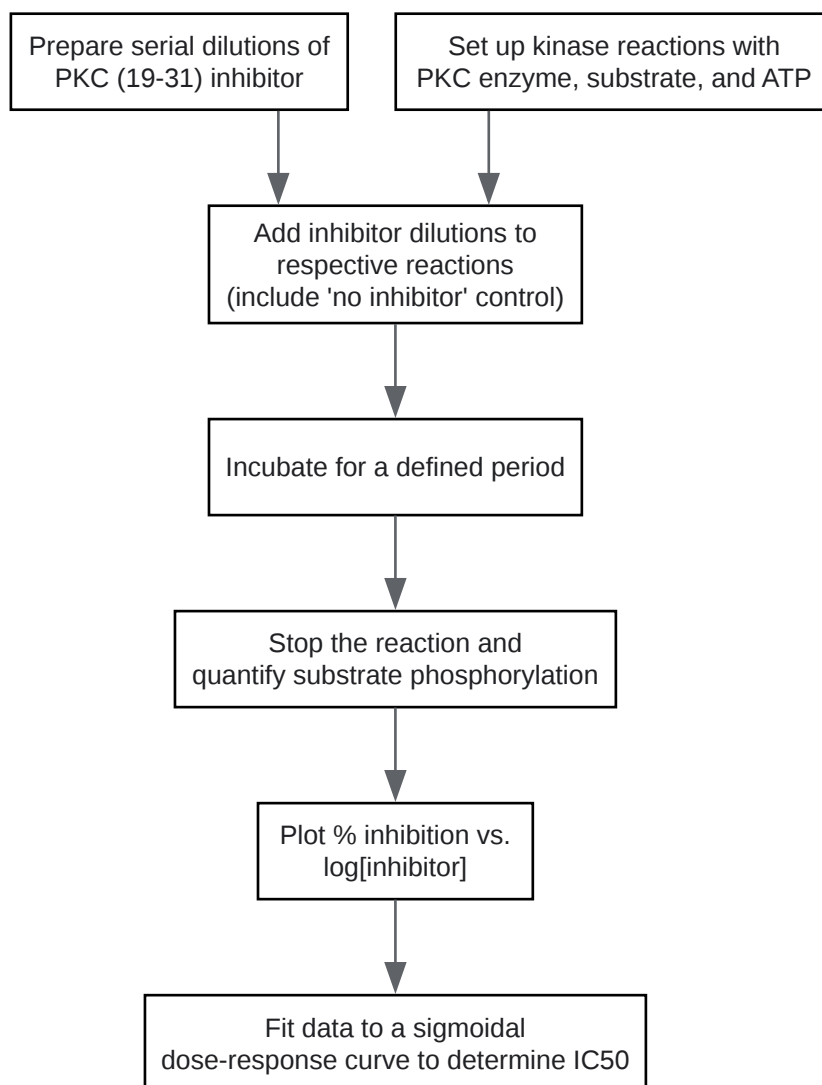 Prepare serial dilutions of
PKC (19-31) inhibitor
Set up kinase reactions with
PKC enzyme, substrate, and ATP
Add inhibitor dilutions to
respective reactions
(include 'no inhibitor' control)
Incubate for a defined period
Stop the reaction and
quantify substrate phosphorylation
Plot % inhibition vs.
log[inhibitor]
Fit data to a sigmoidal
dose-response curve to determine IC50